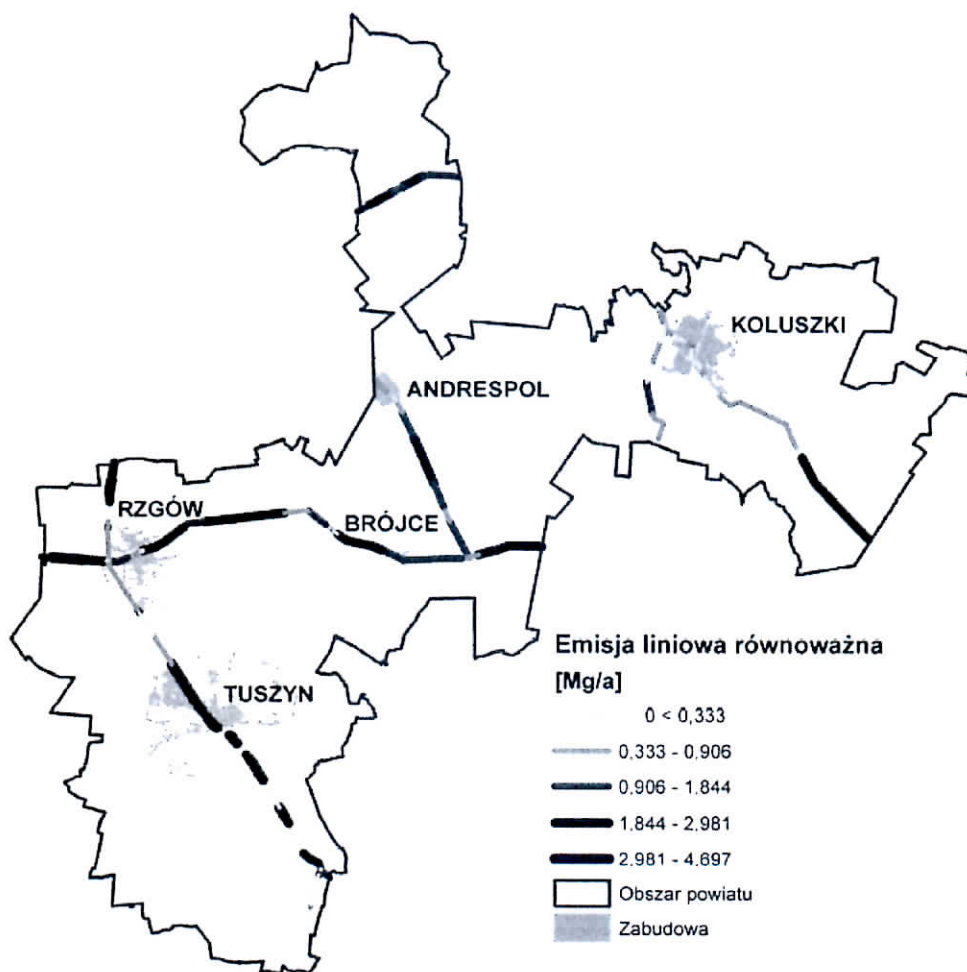 KOLUSZKI
ANDRESPOL
RZGÓW
BRÓJCE
TUSZYN
Emisja liniowa równoważna
[Mg/a]
0 < 0,333
0,333 - 0,906
0,906 - 1,844
1,844 - 2,981
2,981 - 4,697
Obszar powiatu
Zabudowa